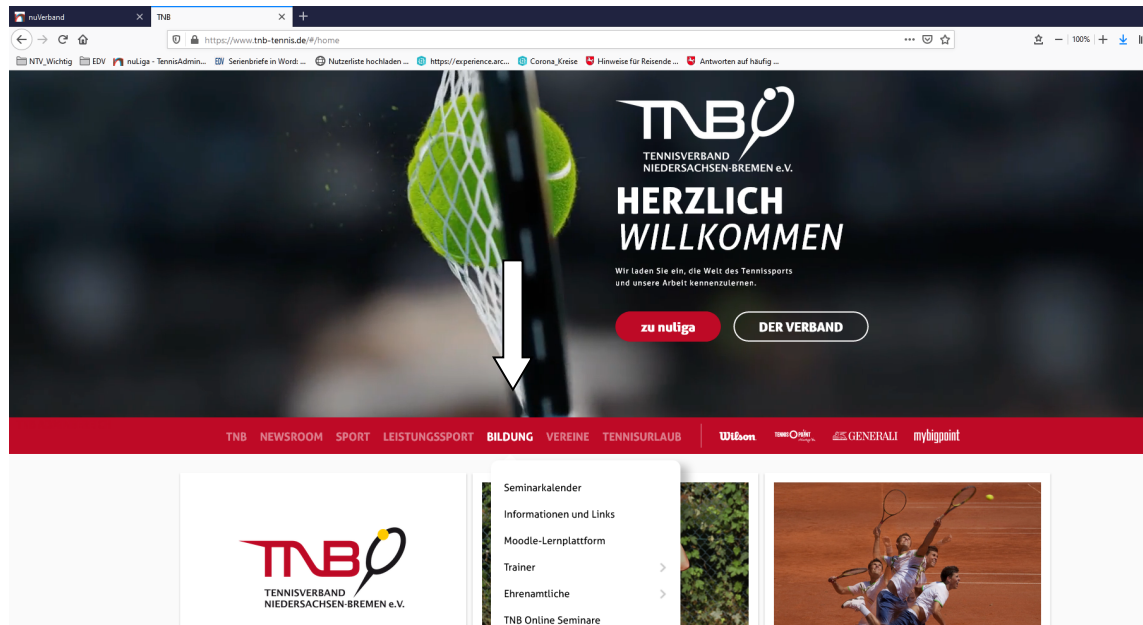 nuVerband
TNB
https://www.tnb-tennis.de/#/home
100%
NTV_Wichtig
EDV
nuLiga - TennisAdmin...
Serienbriefe in Word: ...
Nutzerliste hochladen ...
https://experience.arc...
Corona_Kreise
Hinweise für Reisende ...
Antworten auf häufig ...
TNB
TENNISVERBAND
NIEDERSACHSEN-BREMEN e.V.
HERZLICH
WILLKOMMEN
Wir laden Sie ein, die Welt des Tennissports
und unsere Arbeit kennenzulernen.
zu nuliga
DER VERBAND
TNB NEWSROOM SPORT LEISTUNGSSPORT BILDUNG VEREINE TENNISURLAUB
Wilson
TENNIS POINT
GENERALI
mybigpoint
Seminarkalender
Informationen und Links
Moodle-Lernplattform
Trainer
Ehrenamtliche
TNB Online Seminare
TNB
TENNISVERBAND
NIEDERSACHSEN-BREMEN e.V.